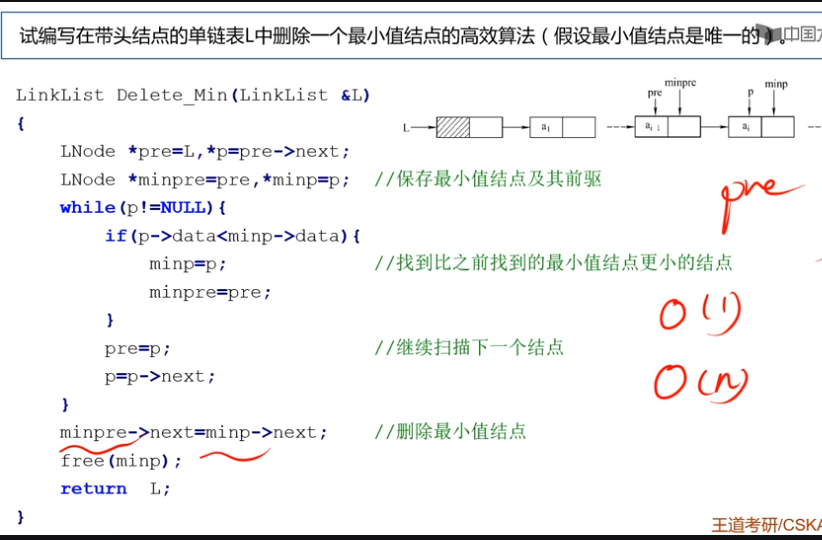 试编写在带头结点的单链表L中删除一个最小值结点的高效算法（假设最小值结点是唯一的）。
中国
LinkList Delete_Min(LinkList &L)
{
LNode *pre=L,*p=pre->next;
LNode *minpre=pre,*minp=p; //保存最小值结点及其前驱
while(p!=NULL){
if(p->data<minp->data){
minp=p; //找到比之前找到的最小值结点更小的结点
minpre=pre;
}
pre=p; //继续扫描下一个结点
p=p->next;
}
minpre->next=minp->next; //删除最小值结点
free(minp);
return L;
}
minpre
pre
p
minp
L
a1
ai-1
ai
pre
O(1)
O(n)
王道考研/CSKA